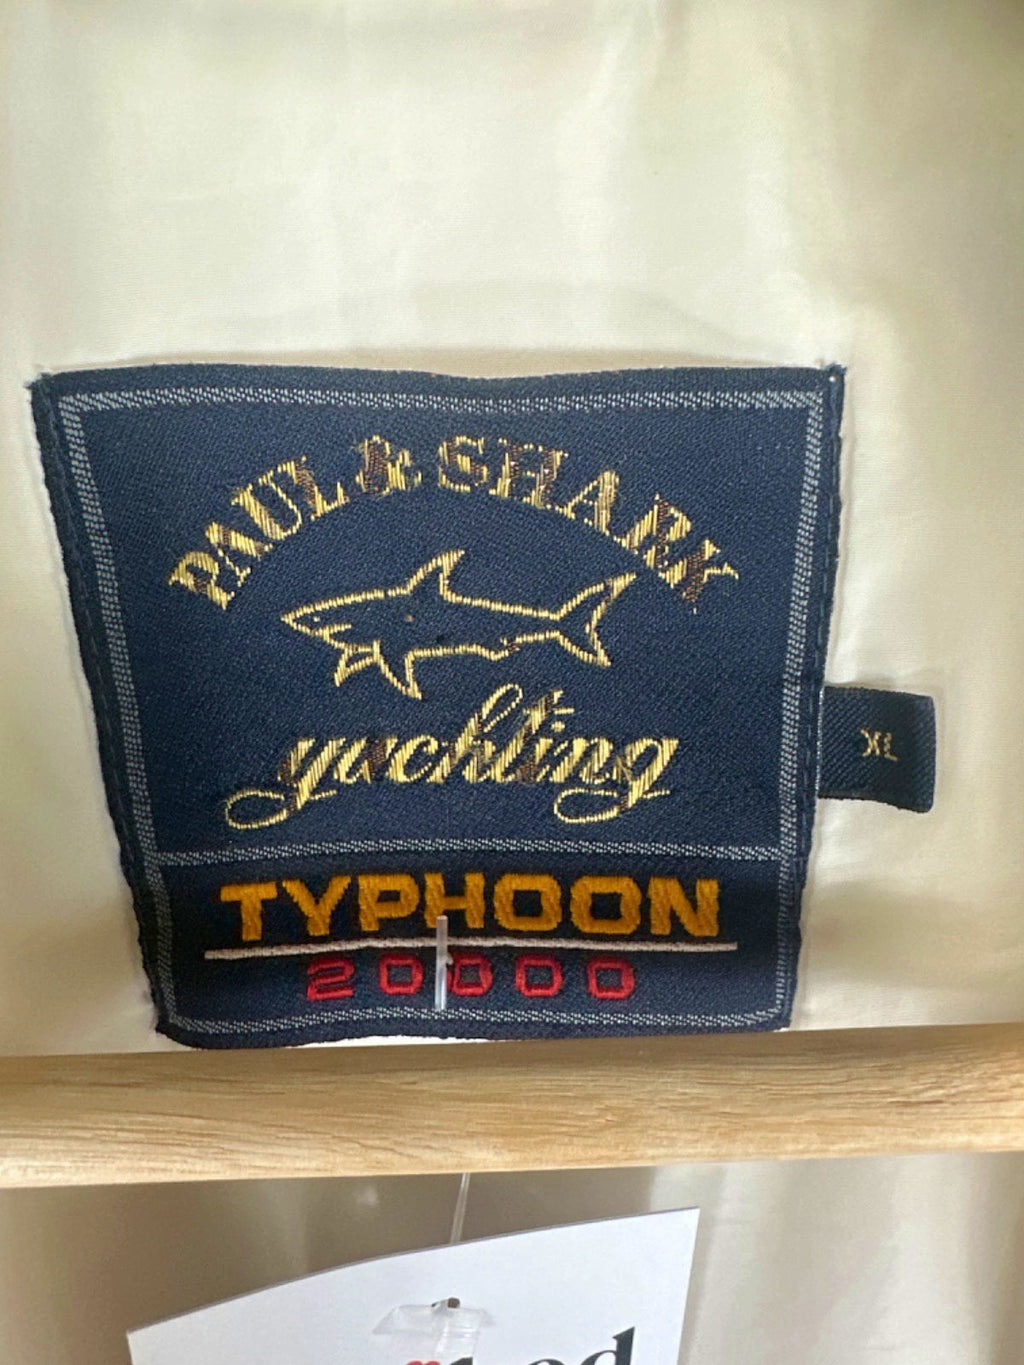 PAUL & SHARK
yachting
XL
TYPHOON
20000